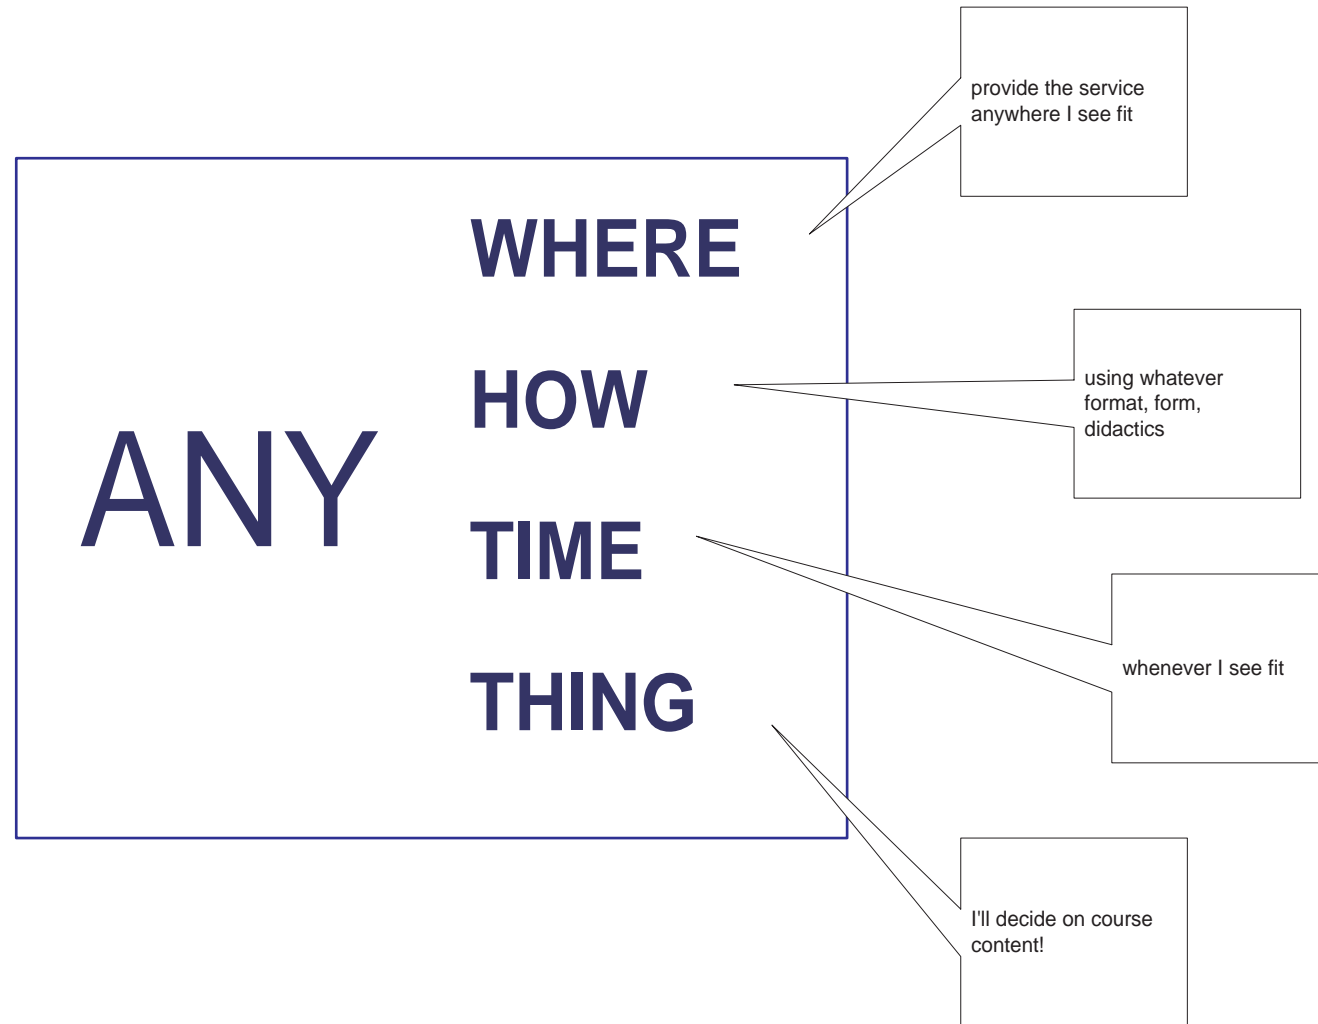 provide the service
anywhere I see fit
WHERE
HOW
using whatever
format, form,
didactics
ANY
TIME
whenever I see fit
THING
I'll decide on course
content!